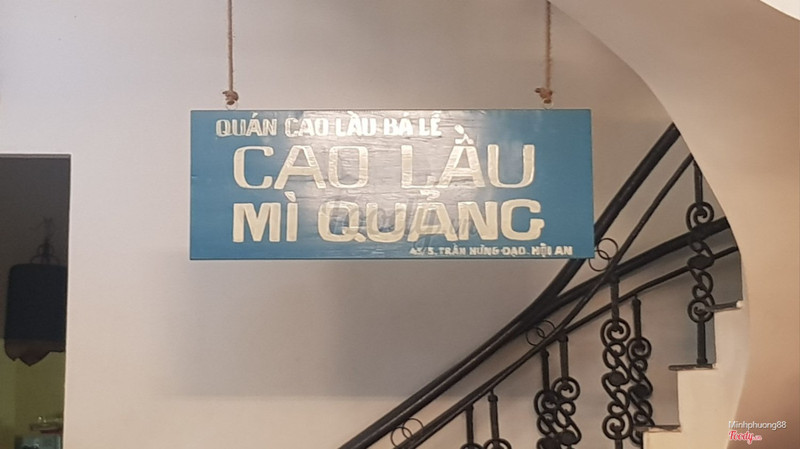 QUÁN CAO LẦU BÁ LỄ
CAO LẦU
MÌ QUẢNG
45/5. TRẦN HƯNG ĐẠO. HỘI AN
Minhphuong88
Foody.vn